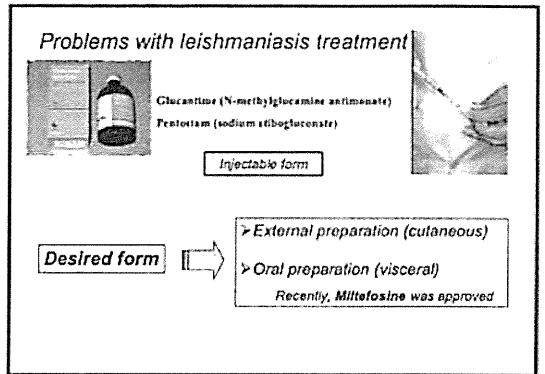 Problems with leishmaniasis treatment
Glucantime (N-methylglucamine antimonate)
Pentostam (sodium stibogluconate)
Injectable form
Desired form
➢External preparation (cutaneous)
➢Oral preparation (visceral)
Recently, Miltefosine was approved